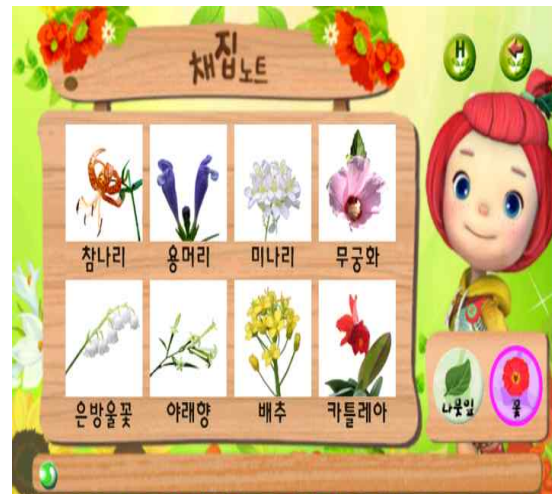 채집노트
H
참나리 용머리 미나리 무궁화
은방울꽃 야래향 배추 카틀레아
나뭇잎 꽃